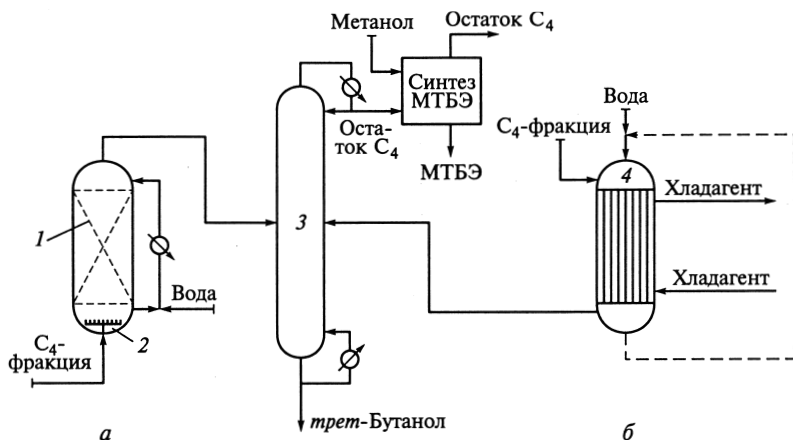 Метанол
Остаток C₄
Синтез
МТБЭ
Оста-
ток C₄
МТБЭ
Вода
C₄-фракция
4
Хладагент
1
3
Хладагент
Вода
2
C₄-
фракция
трет-Бутанол
а
б